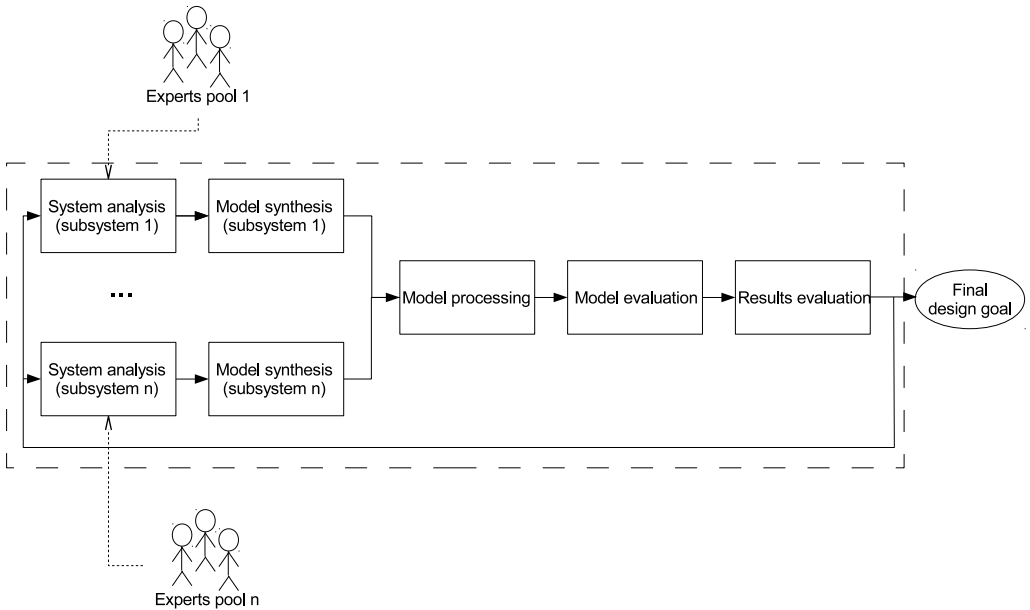 Experts pool 1
System analysis
(subsystem 1)
Model synthesis
(subsystem 1)
...
Model processing
Model evaluation
Results evaluation
Final
design goal
System analysis
(subsystem n)
Model synthesis
(subsystem n)
Experts pool n